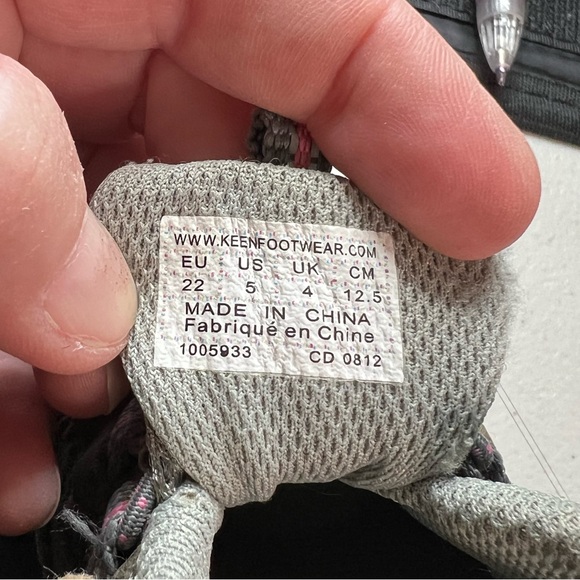 WWW.KEENFOOTWEAR.COM
EU US UK CM
22 5 4 12.5
MADE IN CHINA
Fabriqué en Chine
1005933 CD 0812